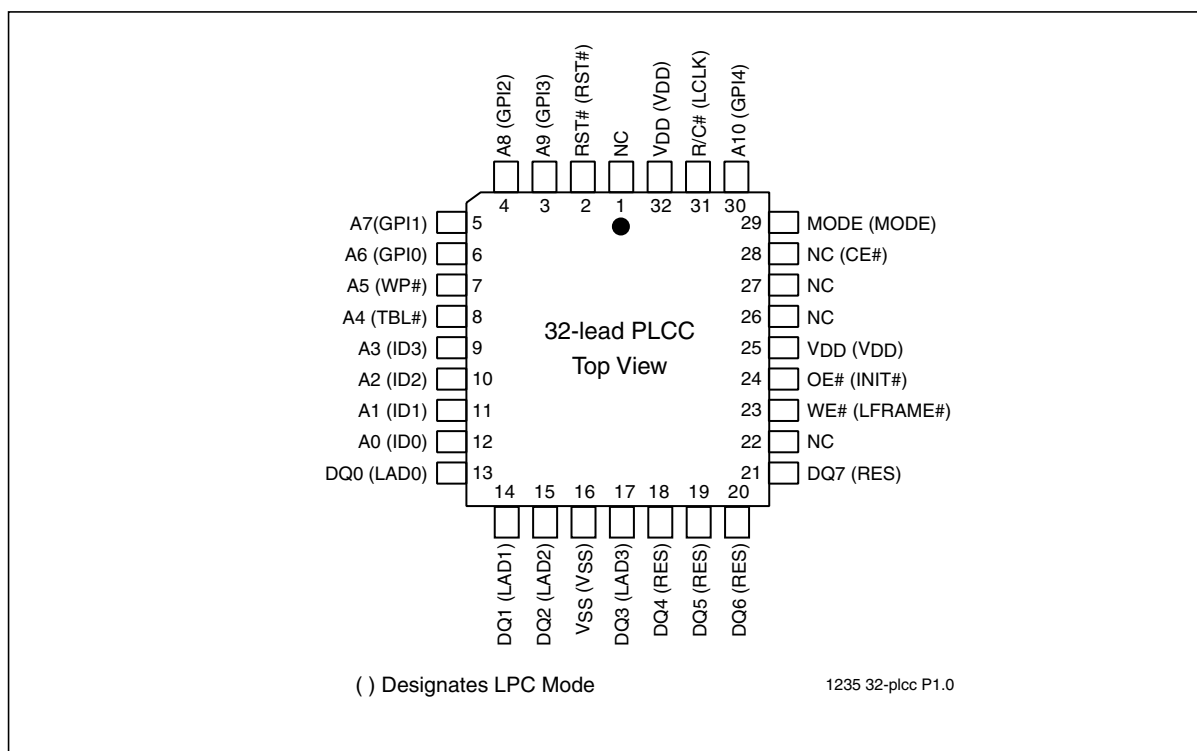 A8 (GPI2)
A9 (GPI3)
RST# (RST#)
NC
VDD (VDD)
R/C# (LCLK)
A10 (GPI4)
4
3
2
1
32
31
30
A7(GPI1)
5
A6 (GPI0)
6
A5 (WP#)
7
A4 (TBL#)
8
A3 (ID3)
9
A2 (ID2)
10
A1 (ID1)
11
A0 (ID0)
12
DQ0 (LAD0)
13
32-lead PLCC
Top View
29
MODE (MODE)
28
NC (CE#)
27
NC
26
NC
25
VDD (VDD)
24
OE# (INIT#)
23
WE# (LFRAME#)
22
NC
21
DQ7 (RES)
14
15
16
17
18
19
20
DQ1 (LAD1)
DQ2 (LAD2)
VSS (VSS)
DQ3 (LAD3)
DQ4 (RES)
DQ5 (RES)
DQ6 (RES)
( ) Designates LPC Mode
1235 32-plcc P1.0